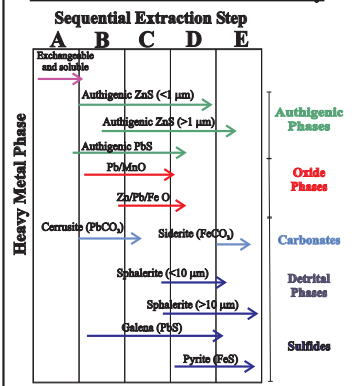 Sequential Extraction Step
A B C D E
Exchangeable
and soluble
Authigenic ZnS (<1 μm)
Authigenic ZnS (>1 μm)
Authigenic PbS
Pb/MnO
Zn/Pb/Fe O
Cerrusite (PbCO₃)
Siderite (FeCO₃)
Sphalerite (<10 μm)
Sphalerite (>10 μm)
Galena (PbS)
Pyrite (FeS)
Heavy Metal Phase
Authigenic
Phases
Oxide
Phases
Carbonates
Detrital
Phases
Sulfides